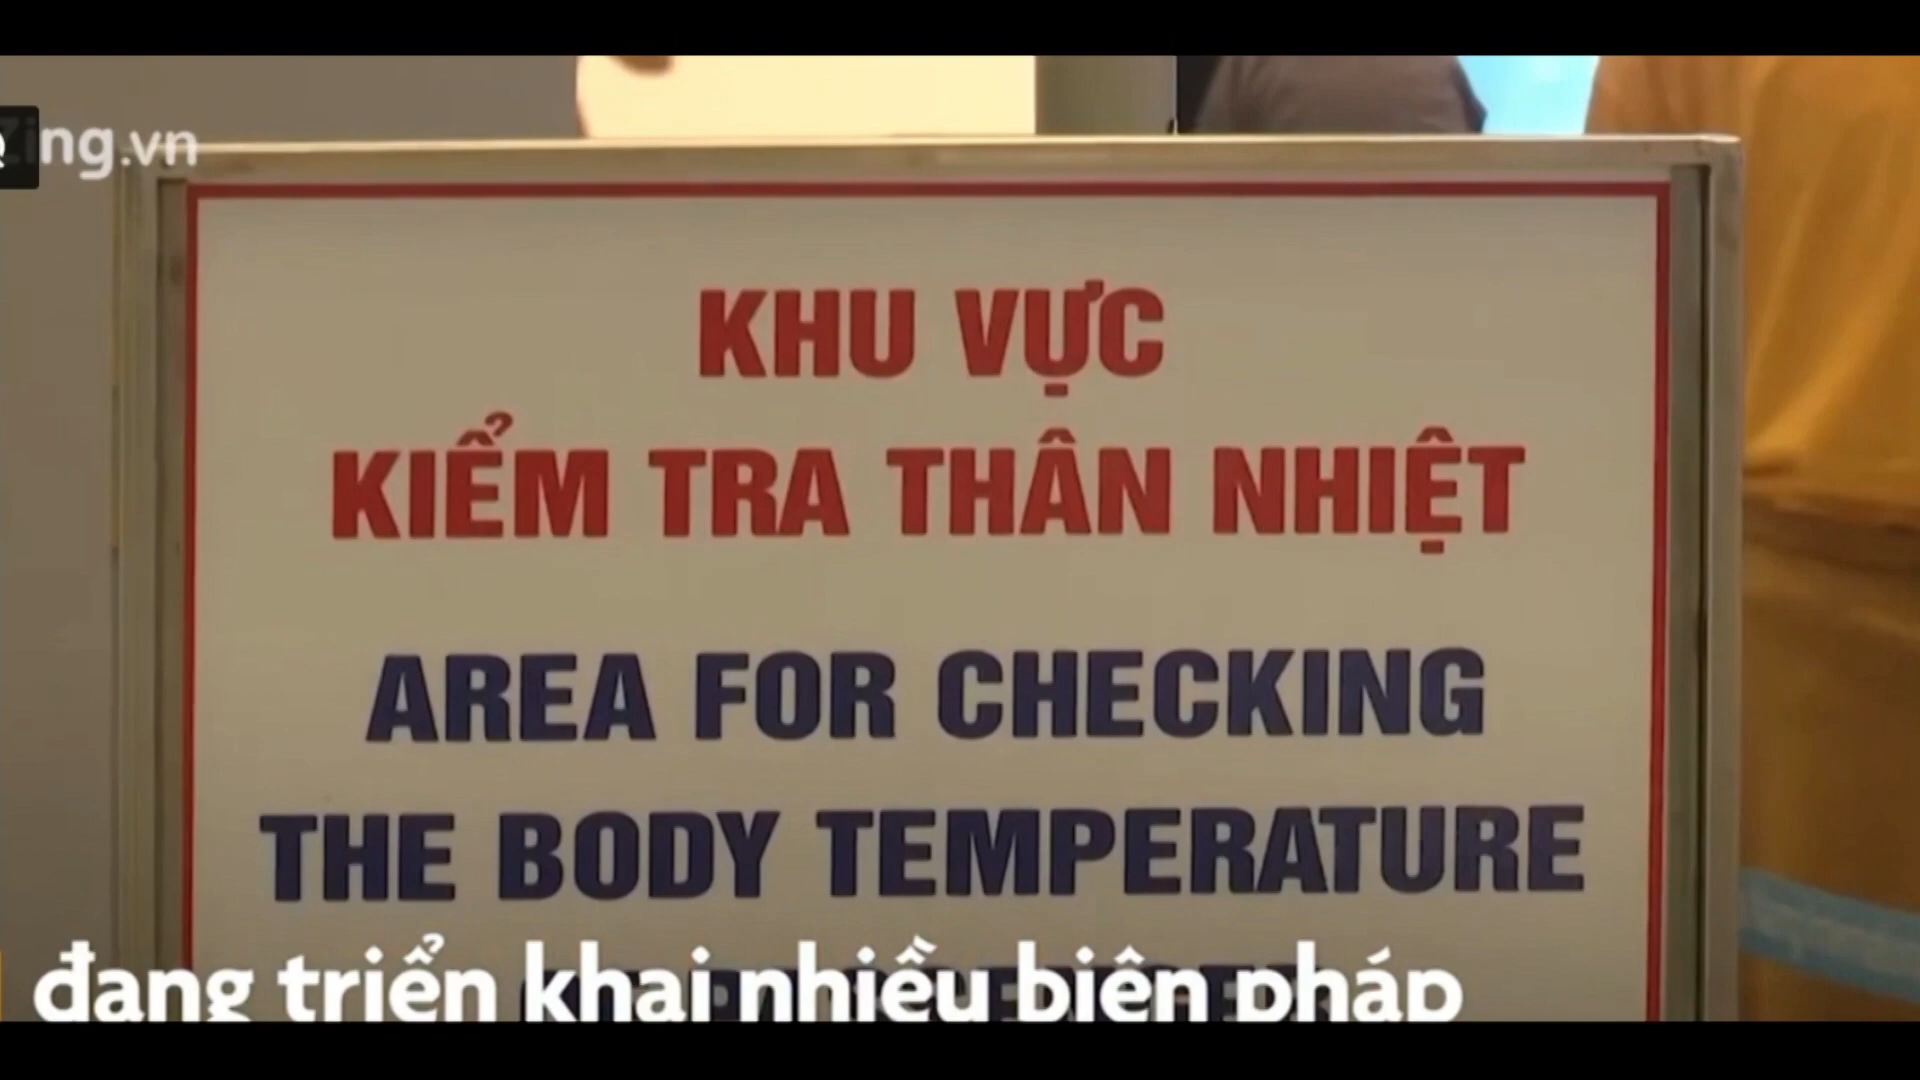 Zing.vn
KHU VỰC
KIỂM TRA THÂN NHIỆT
AREA FOR CHECKING
THE BODY TEMPERATURE
đang triển khai nhiều biện pháp